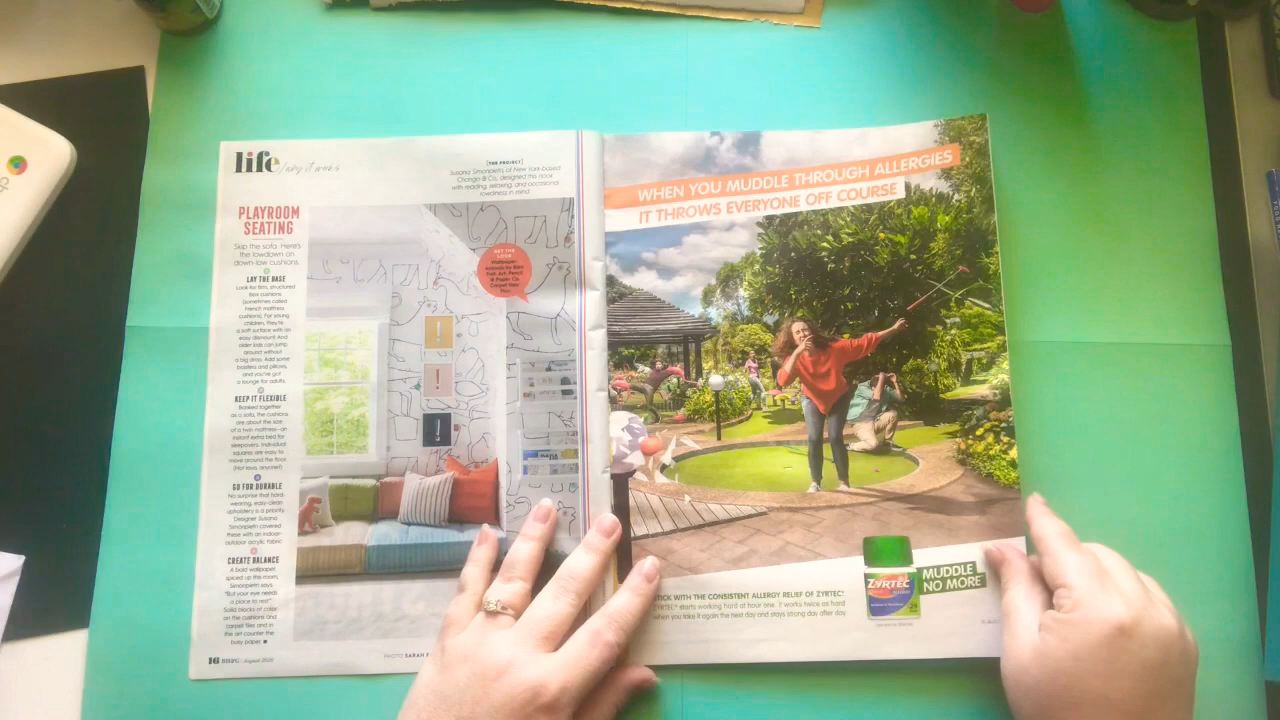 life / why it works
[THE PROJECT]
Susana Simonpietri, of New York-based
Chango & Co., designed this nook
with reading, relaxing, and occasional
rowdiness in mind.
PLAYROOM
SEATING
Skip the sofa. Here's
the lowdown on
down-low cushions.
LAY THE BASE
Look for firm, structured
box cushions
(sometimes called
French mattress
cushions). For young
children, they're
a soft surface with an
easy dismount. And
older kids can jump
around without
a big drop. Add some
bolsters and pillows,
and you've got
a lounge for adults.
KEEP IT FLEXIBLE
Banked together
as a sofa, the cushions
are about the size
of a twin mattress—an
instant extra bed for
sleepovers. Individual
squares are easy to
move around the floor.
(Hot lava, anyone?)
GO FOR DURABLE
No surprise that hard-
wearing, easy-clean
upholstery is a priority.
Designer Susana
Simonpietri covered
these with an indoor-
outdoor acrylic fabric.
CREATE BALANCE
A bold wallpaper
spiced up this room,
Simonpietri says,
"But your eye needs
a place to rest."
Solid blocks of color
on the cushions and
carpet tiles and in
the art counter the
busy paper.
GET THE
LOOK
Wallpaper,
16
August 2020
PHOTO SARAH
WHEN YOU MUDDLE THROUGH ALLERGIES
IT THROWS EVERYONE OFF COURSE
STICK WITH THE CONSISTENT ALLERGY RELIEF OF ZYRTEC.
ZYRTEC® starts working hard at hour one. It works twice as hard
when you take it again the next day and stays strong day after day
ZYRTEC
MUDDLE
NO MORE